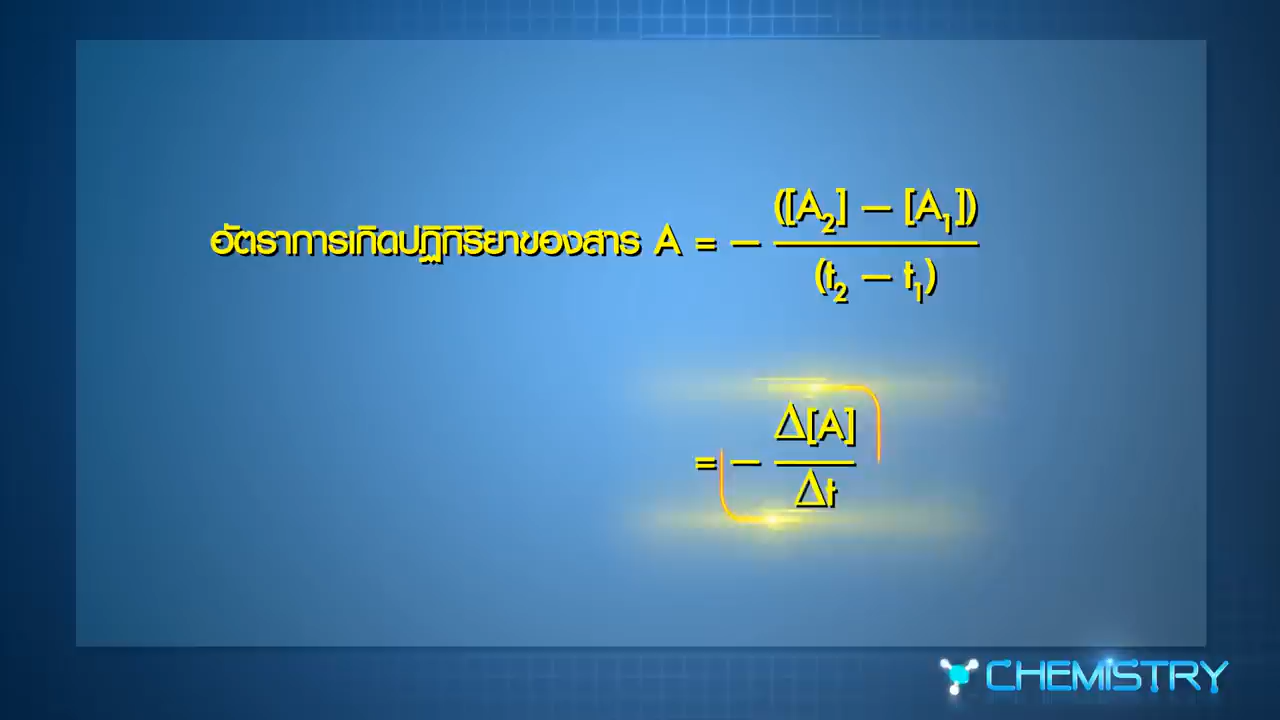 อัตราการเกิดปฏิกิริยาของสาร A = − ([A₂] − [A₁]) / (t₂ − t₁)
= − Δ[A] / Δt
CHEMISTRY